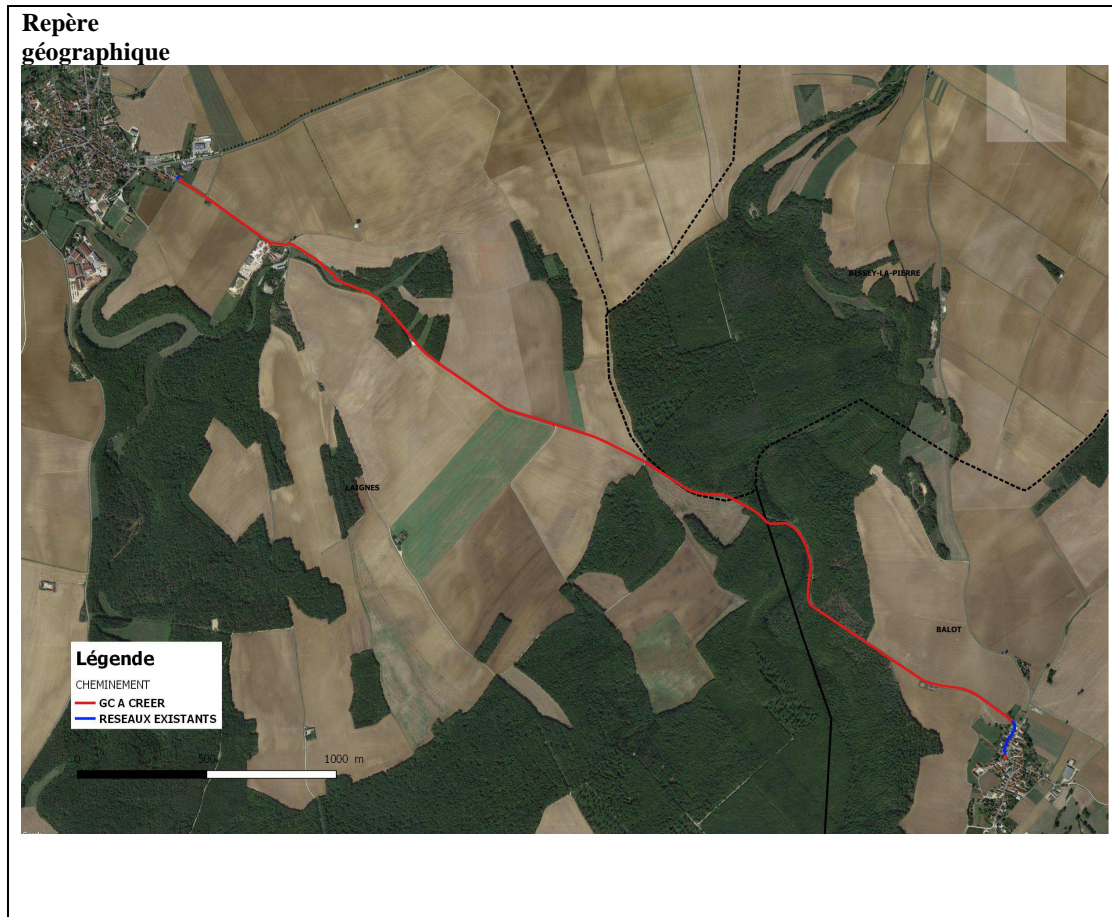 Repère
géographique
BISSEY-LA-PIERRE
LAIGNES
BALOT
Légende
CHEMINEMENT
GC A CREER
RESEAUX EXISTANTS
0 500 1000 m